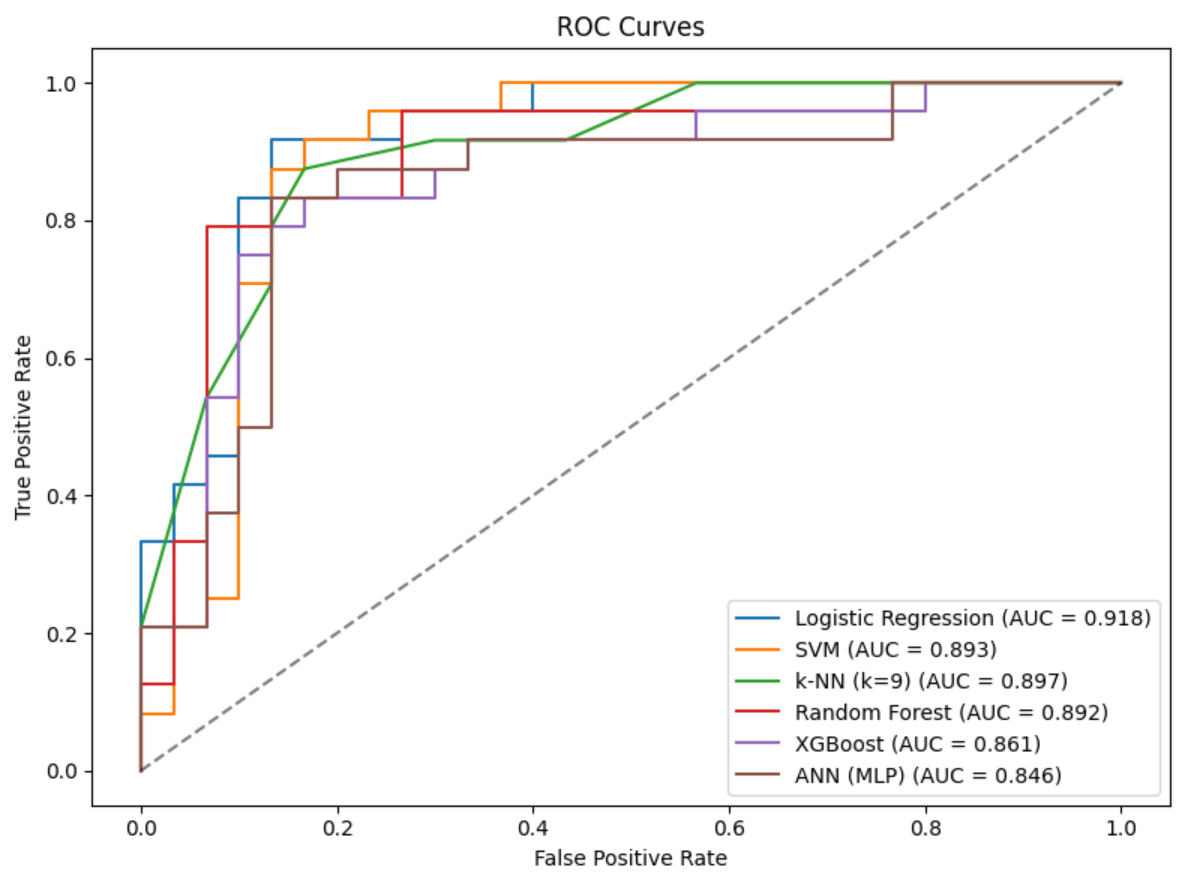 ROC Curves
True Positive Rate
1.0
0.8
0.6
0.4
0.2
0.0
Logistic Regression (AUC = 0.918)
SVM (AUC = 0.893)
k-NN (k=9) (AUC = 0.897)
Random Forest (AUC = 0.892)
XGBoost (AUC = 0.861)
ANN (MLP) (AUC = 0.846)
0.0 0.2 0.4 0.6 0.8 1.0
False Positive Rate